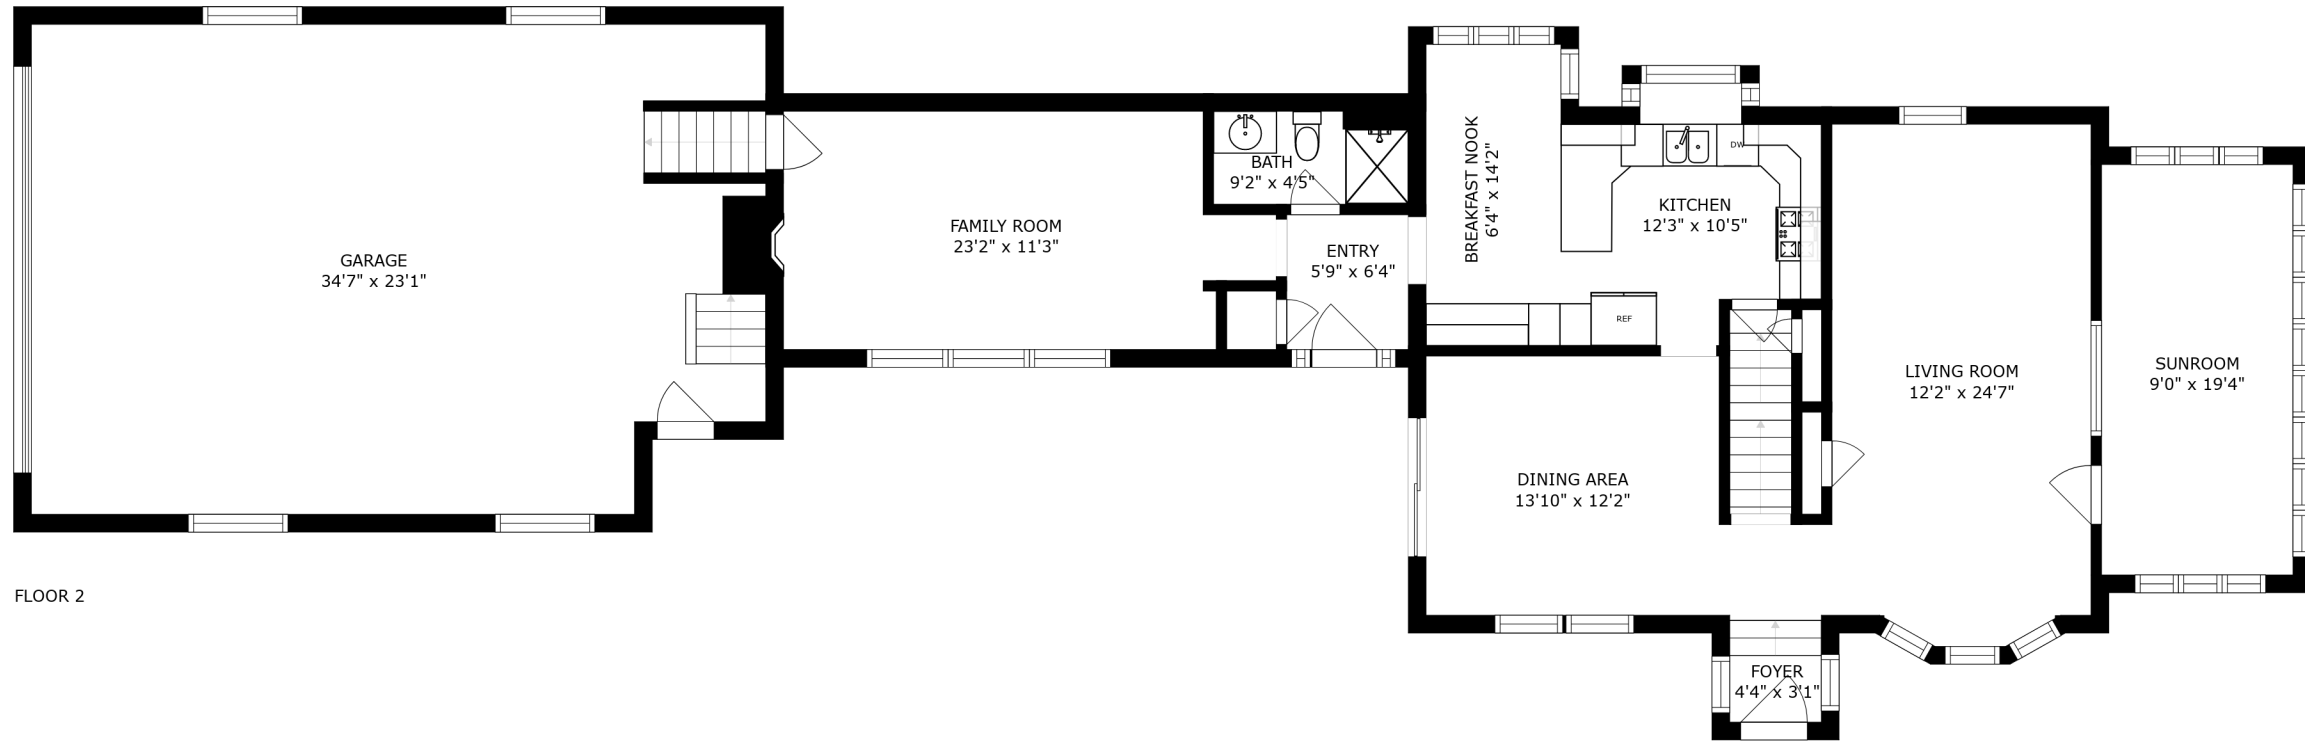 GARAGE
34'7" x 23'1"
FAMILY ROOM
23'2" x 11'3"
BATH
9'2" x 4'5"
ENTRY
5'9" x 6'4"
BREAKFAST NOOK
6'4" x 14'2"
DW
KITCHEN
12'3" x 10'5"
REF
DINING AREA
13'10" x 12'2"
LIVING ROOM
12'2" x 24'7"
SUNROOM
9'0" x 19'4"
FOYER
4'4" x 3'1"
FLOOR 2